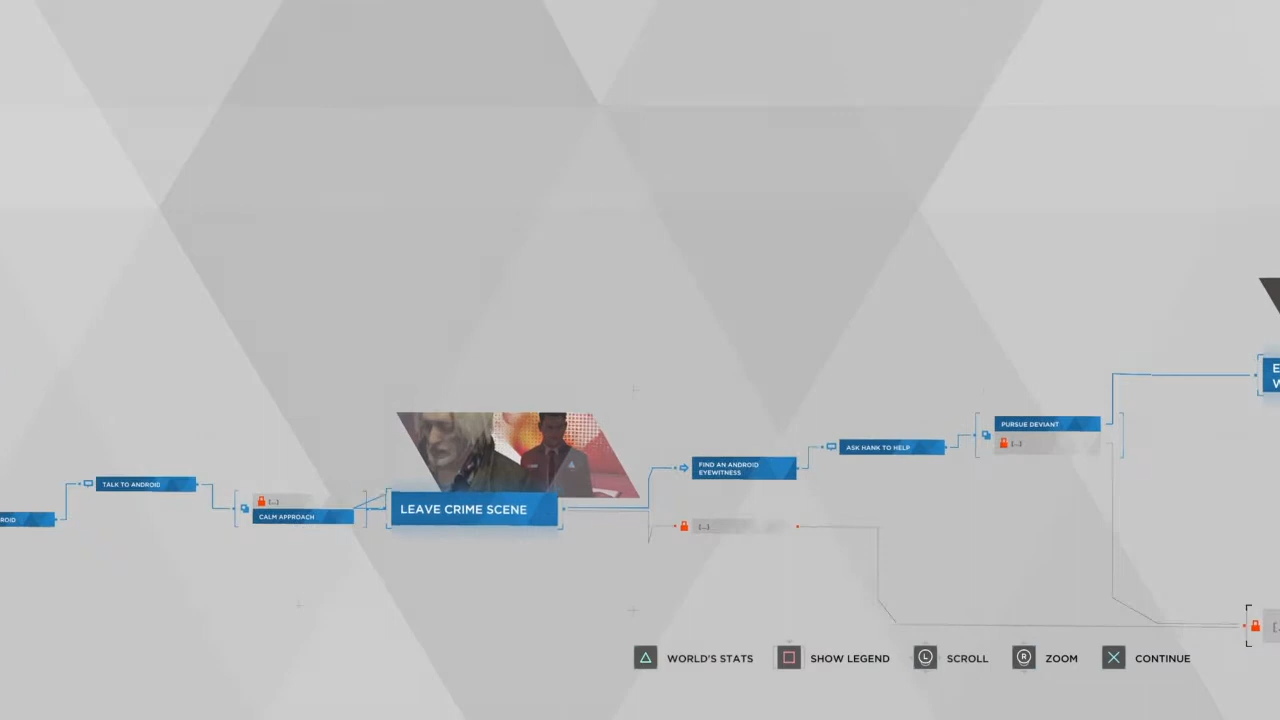 ROID
TALK TO ANDROID
[...]
CALM APPROACH
LEAVE CRIME SCENE
FIND AN ANDROID
EYEWITNESS
[...]
ASK HANK TO HELP
PURSUE DEVIANT
[...]
E
W
[..
WORLD'S STATS
SHOW LEGEND
L
SCROLL
R
ZOOM
CONTINUE